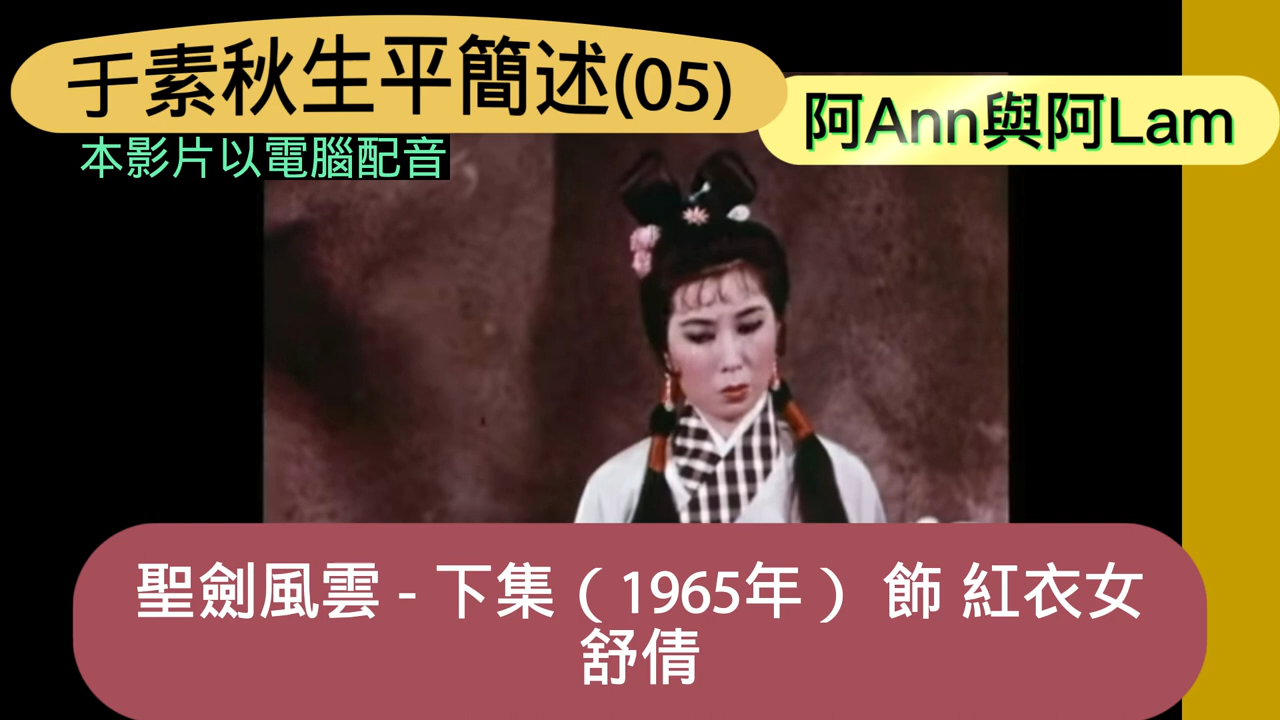 于素秋生平簡述(05)
阿Ann與阿Lam
本影片以電腦配音
聖劍風雲 - 下集（1965年） 飾 紅衣女
舒倩